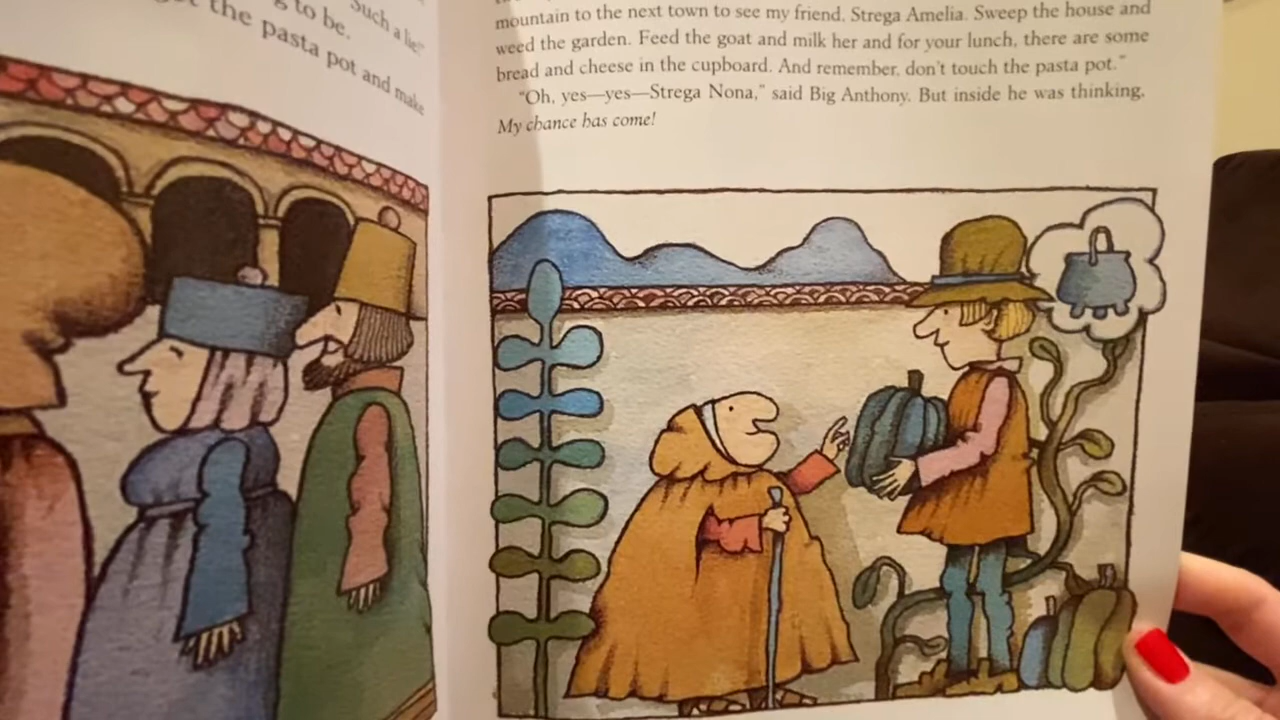 Such a lie"
g to be.
the pasta pot and make
mountain to the next town to see my friend, Strega Amelia. Sweep the house and
weed the garden. Feed the goat and milk her and for your lunch, there are some
bread and cheese in the cupboard. And remember, don't touch the pasta pot."
"Oh, yes—yes—Strega Nona," said Big Anthony. But inside he was thinking,
My chance has come!